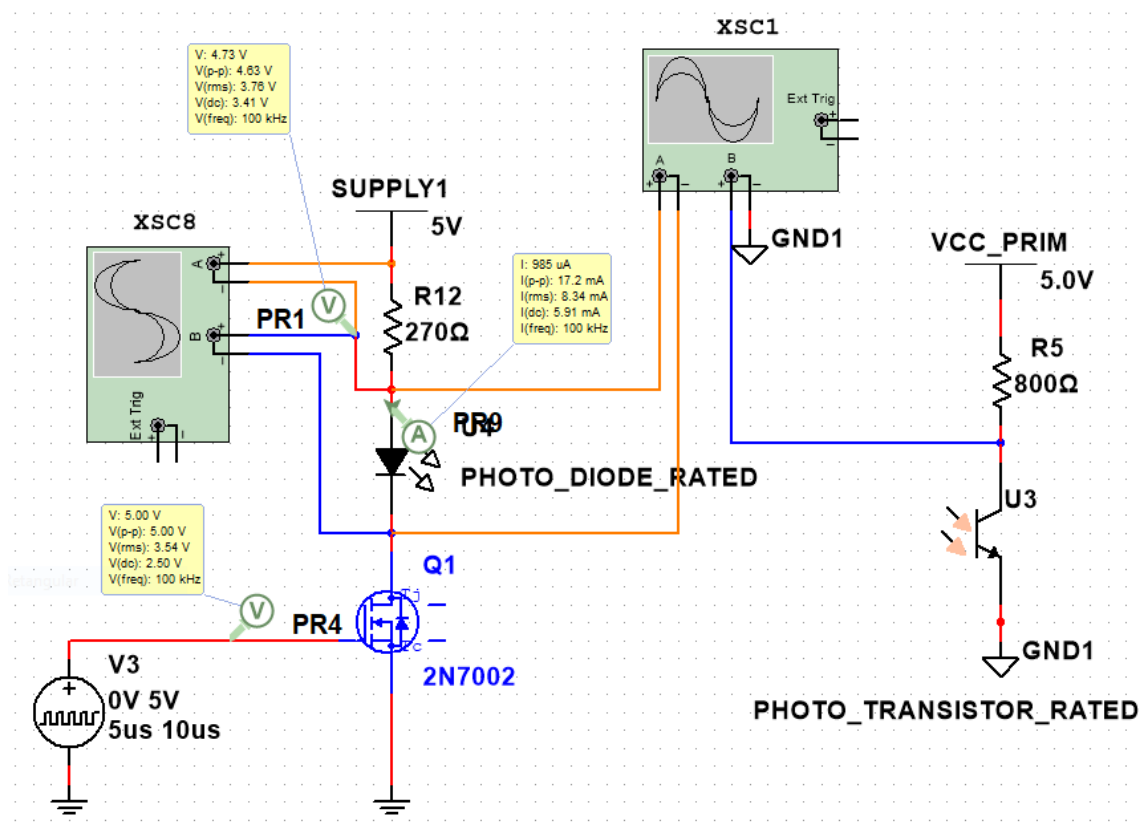 XSC1
V: 4.73 V
V(p-p): 4.63 V
V(rms): 3.76 V
V(dc): 3.41 V
V(freq): 100 kHz
Ext Trig
+
−
A
B
+ − + −
SUPPLY1
5V
XSC8
GND1
VCC_PRIM
5.0V
I: 985 uA
I(p-p): 17.2 mA
I(rms): 8.34 mA
I(dc): 5.91 mA
I(freq): 100 kHz
A
+
−
B
+
−
Ext Trig
+ −
V
PR1
R12
270Ω
R5
800Ω
PR9
A
PHOTO_DIODE_RATED
U3
V: 5.00 V
V(p-p): 5.00 V
V(rms): 3.54 V
V(dc): 2.50 V
V(freq): 100 kHz
Q1
Tj
V
PR4
Tc
2N7002
GND1
V3
0V 5V
5us 10us
PHOTO_TRANSISTOR_RATED